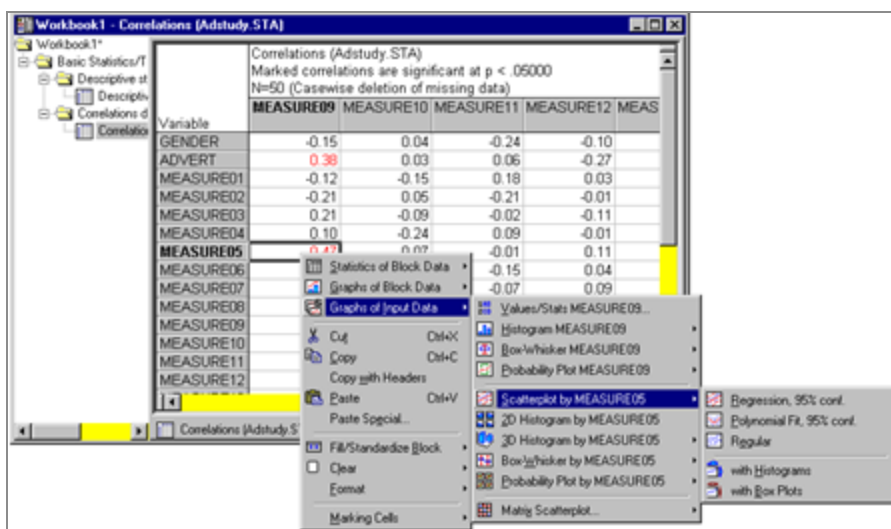 Workbook1 - Correlations (Adstudy.STA)
Workbook1*
Basic Statistics/T
Descriptive st
Descriptiv
Correlations d
Correlatio
Correlations (Adstudy.STA)
Marked correlations are significant at p < .05000
N=50 (Casewise deletion of missing data)
Variable MEASURE09 MEASURE10 MEASURE11 MEASURE12 MEAS
GENDER -0.15 0.04 -0.24 -0.10
ADVERT 0.38 0.03 0.06 -0.27
MEASURE01 -0.12 -0.15 0.18 0.03
MEASURE02 -0.21 0.05 -0.21 -0.01
MEASURE03 0.21 -0.09 -0.02 -0.11
MEASURE04 0.10 -0.24 0.09 -0.01
MEASURE05 0.47 0.07 -0.01 0.11
MEASURE06 -0.15 0.04
MEASURE07 -0.07 0.09
MEASURE08
MEASURE09
MEASURE10
MEASURE11
MEASURE12
Correlations (Adstudy.S
Statistics of Block Data
Graphs of Block Data
Graphs of Input Data
Cut Ctrl+X
Copy Ctrl+C
Copy with Headers
Paste Ctrl+V
Paste Special...
Fill/Standardize Block
Clear
Format
Marking Cells
Values/Stats MEASURE09...
Histogram MEASURE09
Box-Whisker MEASURE09
Probability Plot MEASURE09
Scatterplot by MEASURE05
2D Histogram by MEASURE05
3D Histogram by MEASURE05
Box-Whisker by MEASURE05
Probability Plot by MEASURE05
Matrix Scatterplot...
Regression, 95% conf.
Polynomial Fit, 95% conf.
Regular
with Histograms
with Box Plots